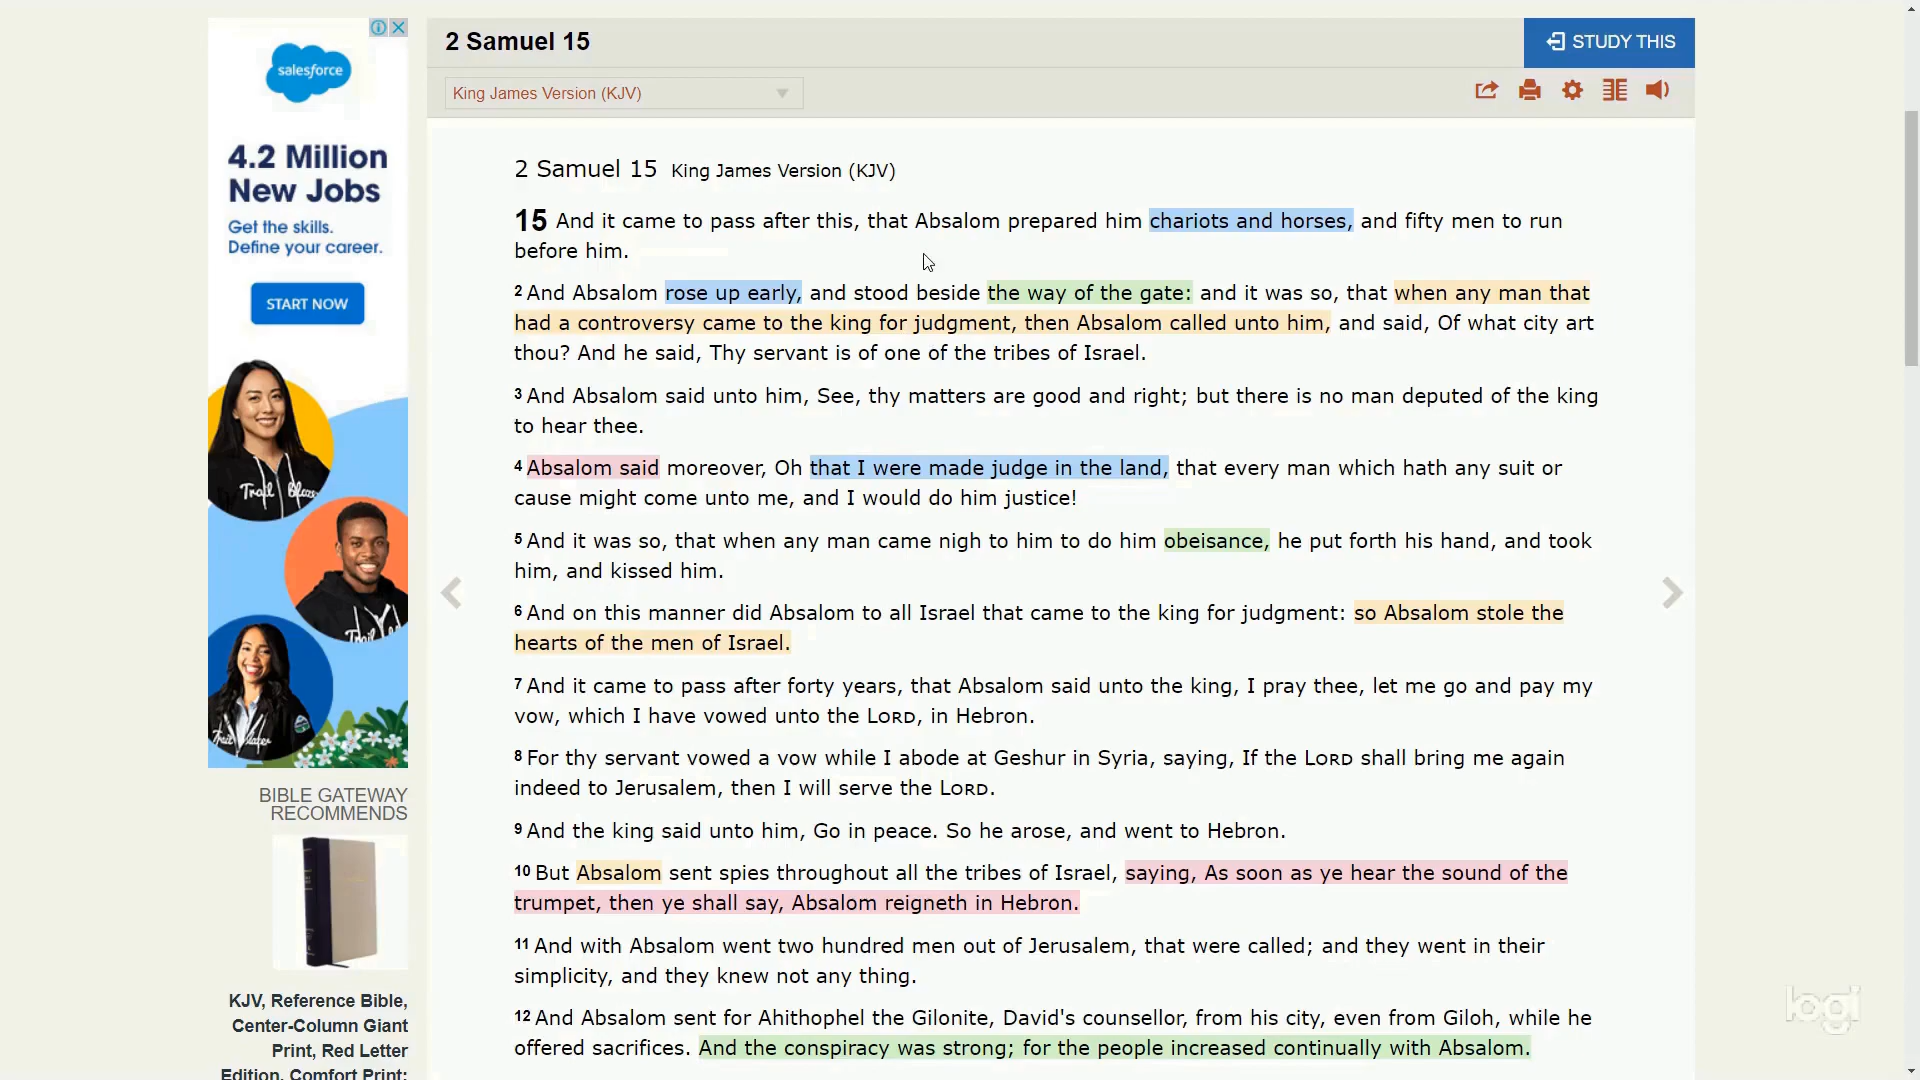 salesforce
4.2 Million
New Jobs
Get the skills.
Define your career.
START NOW
BIBLE GATEWAY
RECOMMENDS
KJV, Reference Bible,
Center-Column Giant
Print, Red Letter
Edition, Comfort Print:
2 Samuel 15
STUDY THIS
King James Version (KJV)
2 Samuel 15 King James Version (KJV)
15 And it came to pass after this, that Absalom prepared him chariots and horses, and fifty men to run
before him.
2 And Absalom rose up early, and stood beside the way of the gate: and it was so, that when any man that
had a controversy came to the king for judgment, then Absalom called unto him, and said, Of what city art
thou? And he said, Thy servant is of one of the tribes of Israel.
3 And Absalom said unto him, See, thy matters are good and right; but there is no man deputed of the king
to hear thee.
4 Absalom said moreover, Oh that I were made judge in the land, that every man which hath any suit or
cause might come unto me, and I would do him justice!
5 And it was so, that when any man came nigh to him to do him obeisance, he put forth his hand, and took
him, and kissed him.
6 And on this manner did Absalom to all Israel that came to the king for judgment: so Absalom stole the
hearts of the men of Israel.
7 And it came to pass after forty years, that Absalom said unto the king, I pray thee, let me go and pay my
vow, which I have vowed unto the LORD, in Hebron.
8 For thy servant vowed a vow while I abode at Geshur in Syria, saying, If the LORD shall bring me again
indeed to Jerusalem, then I will serve the LORD.
9 And the king said unto him, Go in peace. So he arose, and went to Hebron.
10 But Absalom sent spies throughout all the tribes of Israel, saying, As soon as ye hear the sound of the
trumpet, then ye shall say, Absalom reigneth in Hebron.
11 And with Absalom went two hundred men out of Jerusalem, that were called; and they went in their
simplicity, and they knew not any thing.
12 And Absalom sent for Ahithophel the Gilonite, David's counsellor, from his city, even from Giloh, while he
offered sacrifices. And the conspiracy was strong; for the people increased continually with Absalom.
logi